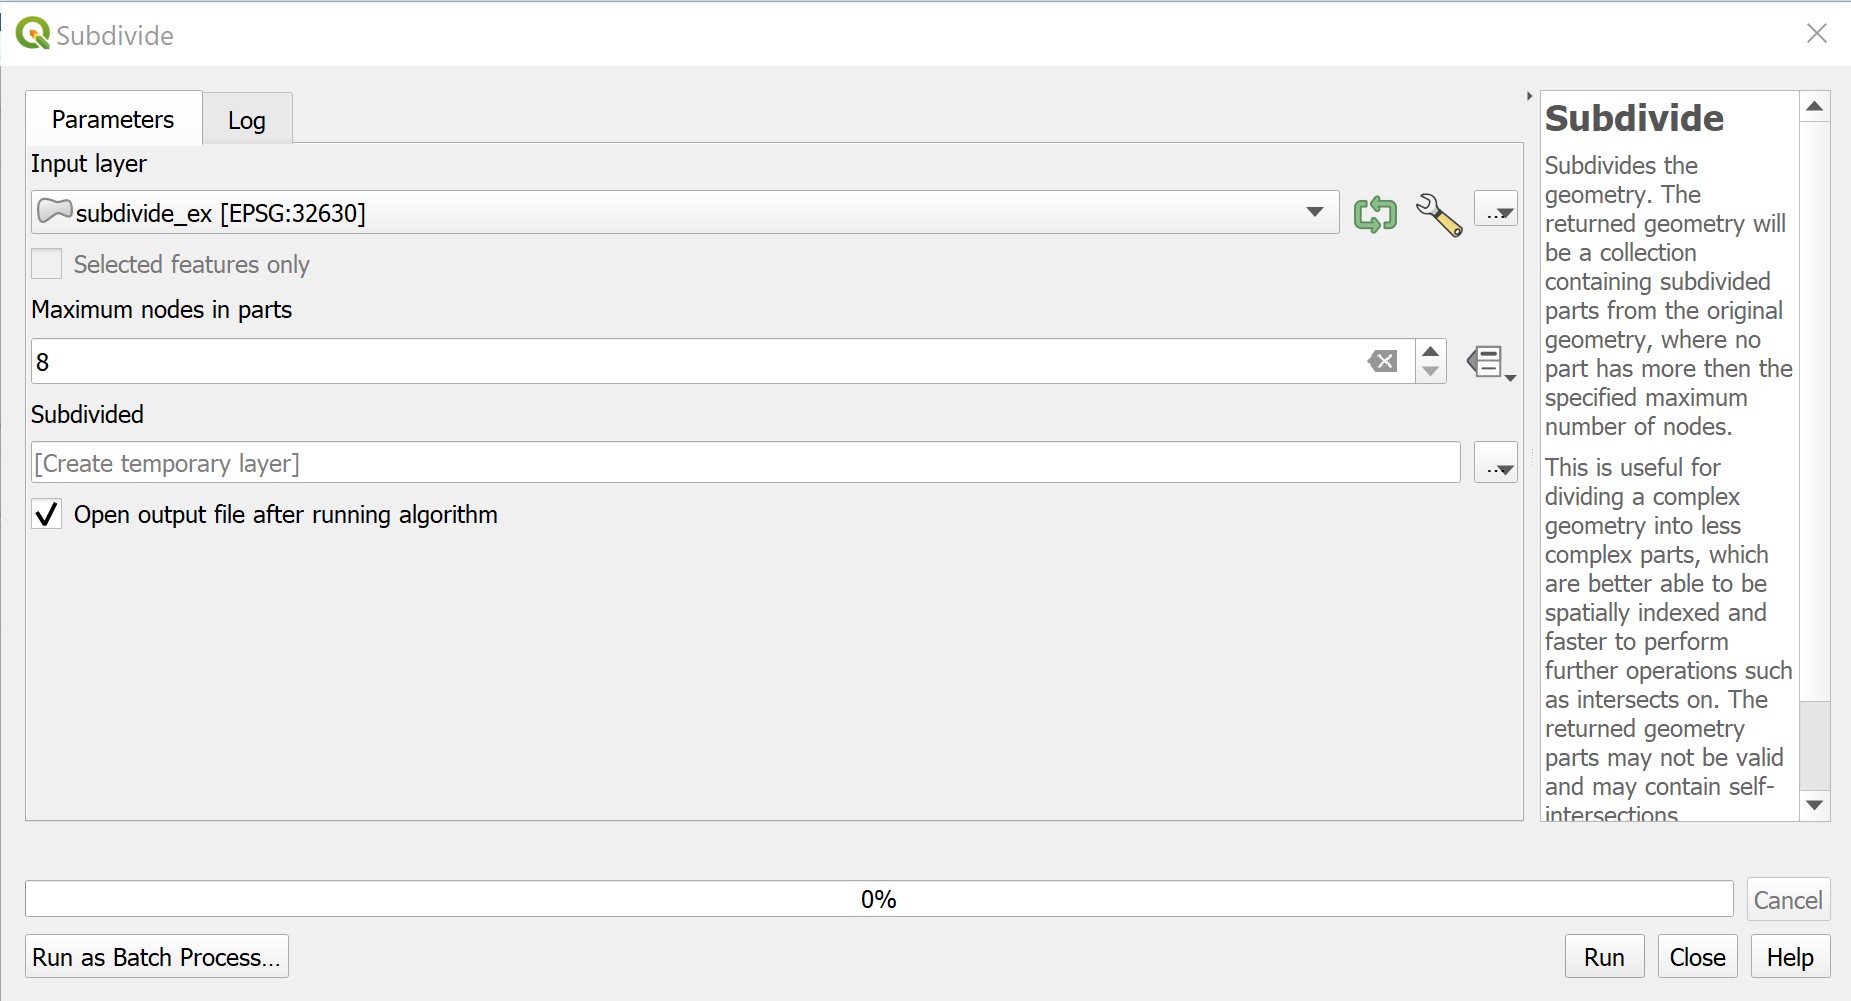 Subdivide
Parameters
Log
Input layer
subdivide_ex [EPSG:32630]
...
Selected features only
Maximum nodes in parts
8
Subdivided
[Create temporary layer]
...
Open output file after running algorithm
Subdivide
Subdivides the
geometry. The
returned geometry will
be a collection
containing subdivided
parts from the original
geometry, where no
part has more then the
specified maximum
number of nodes.
This is useful for
dividing a complex
geometry into less
complex parts, which
are better able to be
spatially indexed and
faster to perform
further operations such
as intersects on. The
returned geometry
parts may not be valid
and may contain self-
intersections
0%
Cancel
Run as Batch Process...
Run
Close
Help